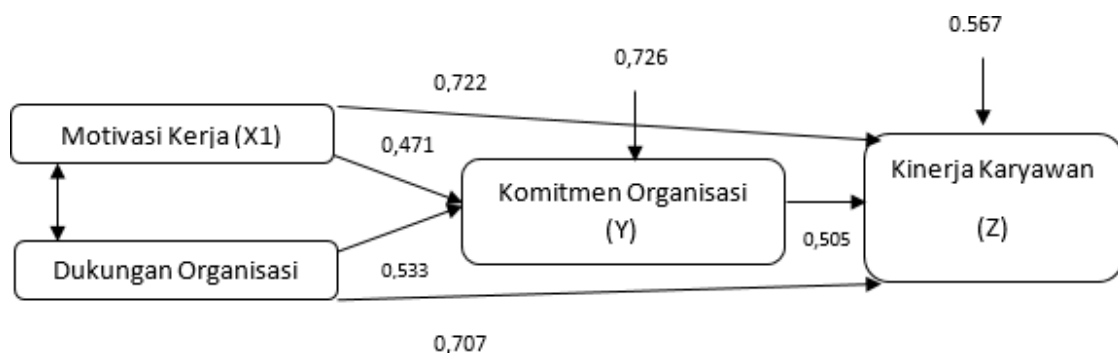 0.567
0,726
0,722
Motivasi Kerja (X1)
0,471
Kinerja Karyawan
(Z)
Komitmen Organisasi
(Y)
0,505
Dukungan Organisasi
0,533
0,707